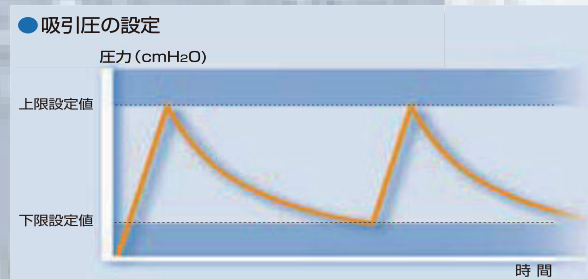 ●吸引圧の設定
圧力(cmH2O)
上限設定値
下限設定値
時間